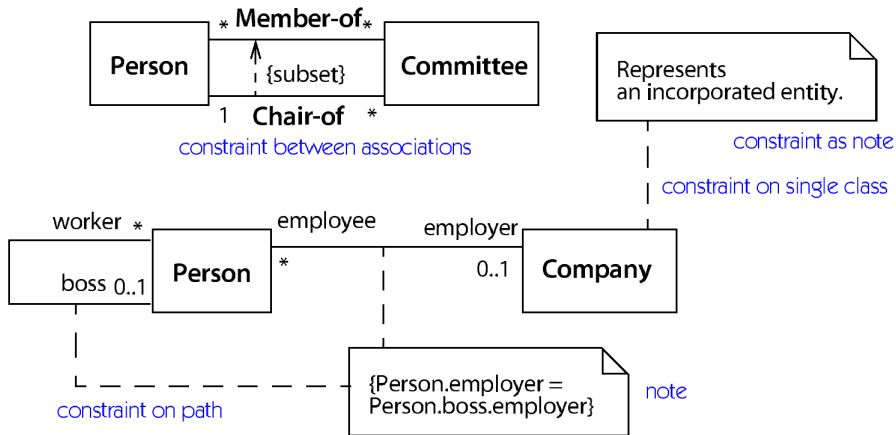 * Member-of *
Person
{subset}
Committee
1 Chair-of *
constraint between associations
Represents
an incorporated entity.
constraint as note
constraint on single class
worker *
employee
employer
boss 0..1
Person
*
0..1
Company
{Person.employer =
Person.boss.employer}
note
constraint on path